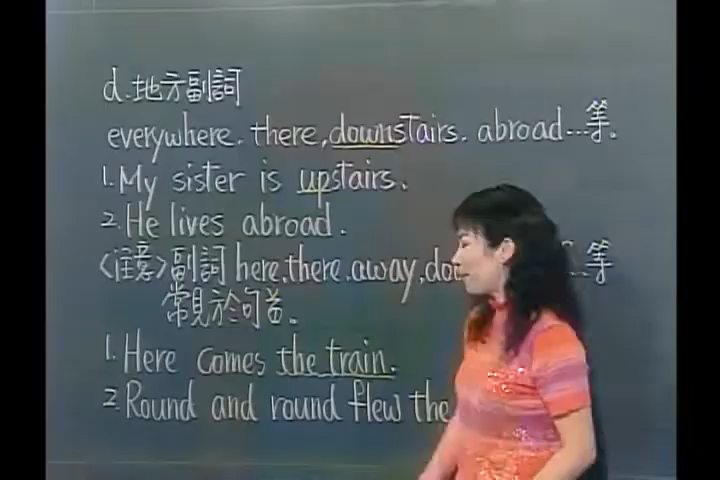 d.地方副詞
everywhere. there, downstairs. abroad...等。
1. My sister is upstairs.
2. He lives abroad.
<注意>副詞 here, there. away, ...等
常見於句首。
1. Here comes the train.
2. Round and round flew the